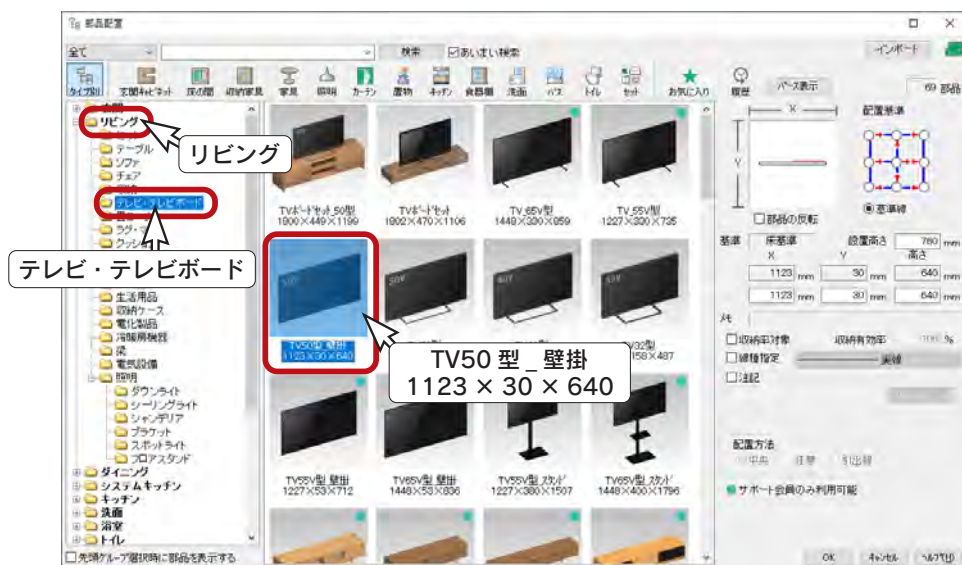 部品配置
全て 検索 あいまい検索 インポート
タイプ別 玄関キャビネット 床の間 収納家具 家具 照明 カーテン 置物 キッチン 食器棚 洗面 バス トイレ セット お気に入り 履歴 パース表示 69 部品
リビング
テーブル
ソファ
チェア
テレビ・テレビボード
ラグ・
クッショ
生活用品
収納ケース
電化製品
冷暖房機器
梁
電気設備
照明
ダウンライト
シーリングライト
シャンデリア
ブラケット
スポットライト
フロアスタンド
ダイニング
システムキッチン
キッチン
洗面
浴室
トイレ
先頭グループ選択時に部品を表示する
リビング
テレビ・テレビボード
TVボードセット_50型
1800×449×1199
TVボードセット
1802×470×1106
TV_65V型
1448×330×859
TV_55V型
1227×330×735
TV50型_壁掛
1123×30×640
TV32型
158×487
TV50 型 _ 壁掛
1123 × 30 × 640
TV55V型_壁掛
1227×53×712
TV65V型_壁掛
1448×53×836
TV55V型_スタンド
1227×380×1507
TV65V型_スタンド
1448×400×1796
X
Y
配置基準
基準線
部品の反転
基準 床基準 設置高さ 760 mm
X Y 高さ
1123 mm 30 mm 640 mm
1123 mm 30 mm 640 mm
メモ
収納率対象 収納有効率 100 %
線種指定 実線
注記
配置方法
中央 任意 引出線
サポート会員のみ利用可能
OK キャンセル ヘルプ(H)